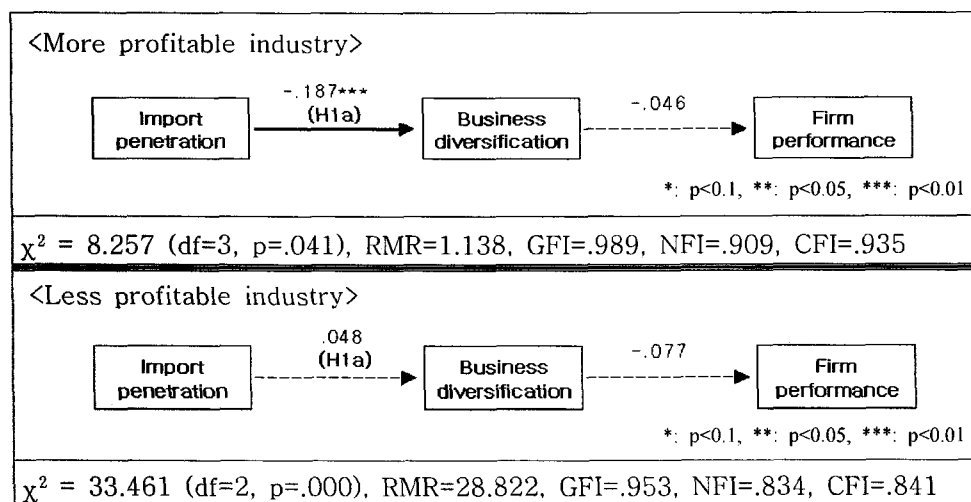 <More profitable industry>
-.187***
(H1a)
-.046
Import
penetration
Business
diversification
Firm
performance
*: p<0.1, **: p<0.05, ***: p<0.01
χ² = 8.257 (df=3, p=.041), RMR=1.138, GFI=.989, NFI=.909, CFI=.935
<Less profitable industry>
.048
(H1a)
-.077
Import
penetration
Business
diversification
Firm
performance
*: p<0.1, **: p<0.05, ***: p<0.01
χ² = 33.461 (df=2, p=.000), RMR=28.822, GFI=.953, NFI=.834, CFI=.841